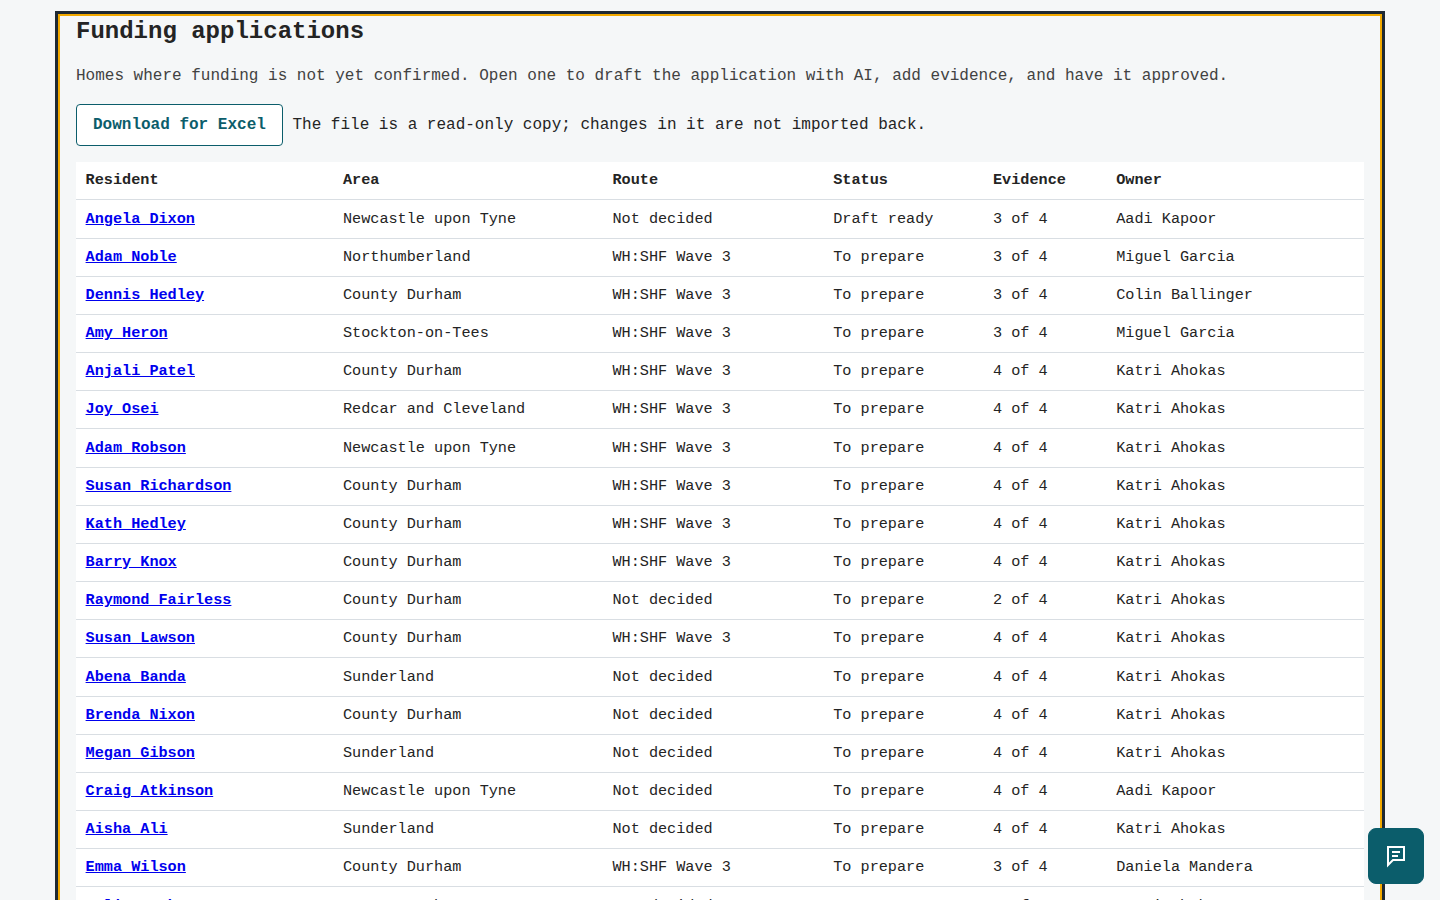 Funding applications
Homes where funding is not yet confirmed. Open one to draft the application with AI, add evidence, and have it approved.
Download for Excel The file is a read-only copy; changes in it are not imported back.
Resident Area Route Status Evidence Owner
Angela Dixon Newcastle upon Tyne Not decided Draft ready 3 of 4 Aadi Kapoor
Adam Noble Northumberland WH:SHF Wave 3 To prepare 3 of 4 Miguel Garcia
Dennis Hedley County Durham WH:SHF Wave 3 To prepare 3 of 4 Colin Ballinger
Amy Heron Stockton-on-Tees WH:SHF Wave 3 To prepare 3 of 4 Miguel Garcia
Anjali Patel County Durham WH:SHF Wave 3 To prepare 4 of 4 Katri Ahokas
Joy Osei Redcar and Cleveland WH:SHF Wave 3 To prepare 4 of 4 Katri Ahokas
Adam Robson Newcastle upon Tyne WH:SHF Wave 3 To prepare 4 of 4 Katri Ahokas
Susan Richardson County Durham WH:SHF Wave 3 To prepare 4 of 4 Katri Ahokas
Kath Hedley County Durham WH:SHF Wave 3 To prepare 4 of 4 Katri Ahokas
Barry Knox County Durham WH:SHF Wave 3 To prepare 4 of 4 Katri Ahokas
Raymond Fairless County Durham Not decided To prepare 2 of 4 Katri Ahokas
Susan Lawson County Durham WH:SHF Wave 3 To prepare 4 of 4 Katri Ahokas
Abena Banda Sunderland Not decided To prepare 4 of 4 Katri Ahokas
Brenda Nixon County Durham Not decided To prepare 4 of 4 Katri Ahokas
Megan Gibson Sunderland Not decided To prepare 4 of 4 Katri Ahokas
Craig Atkinson Newcastle upon Tyne Not decided To prepare 4 of 4 Aadi Kapoor
Aisha Ali Sunderland Not decided To prepare 4 of 4 Katri Ahokas
Emma Wilson County Durham WH:SHF Wave 3 To prepare 3 of 4 Daniela Mandera